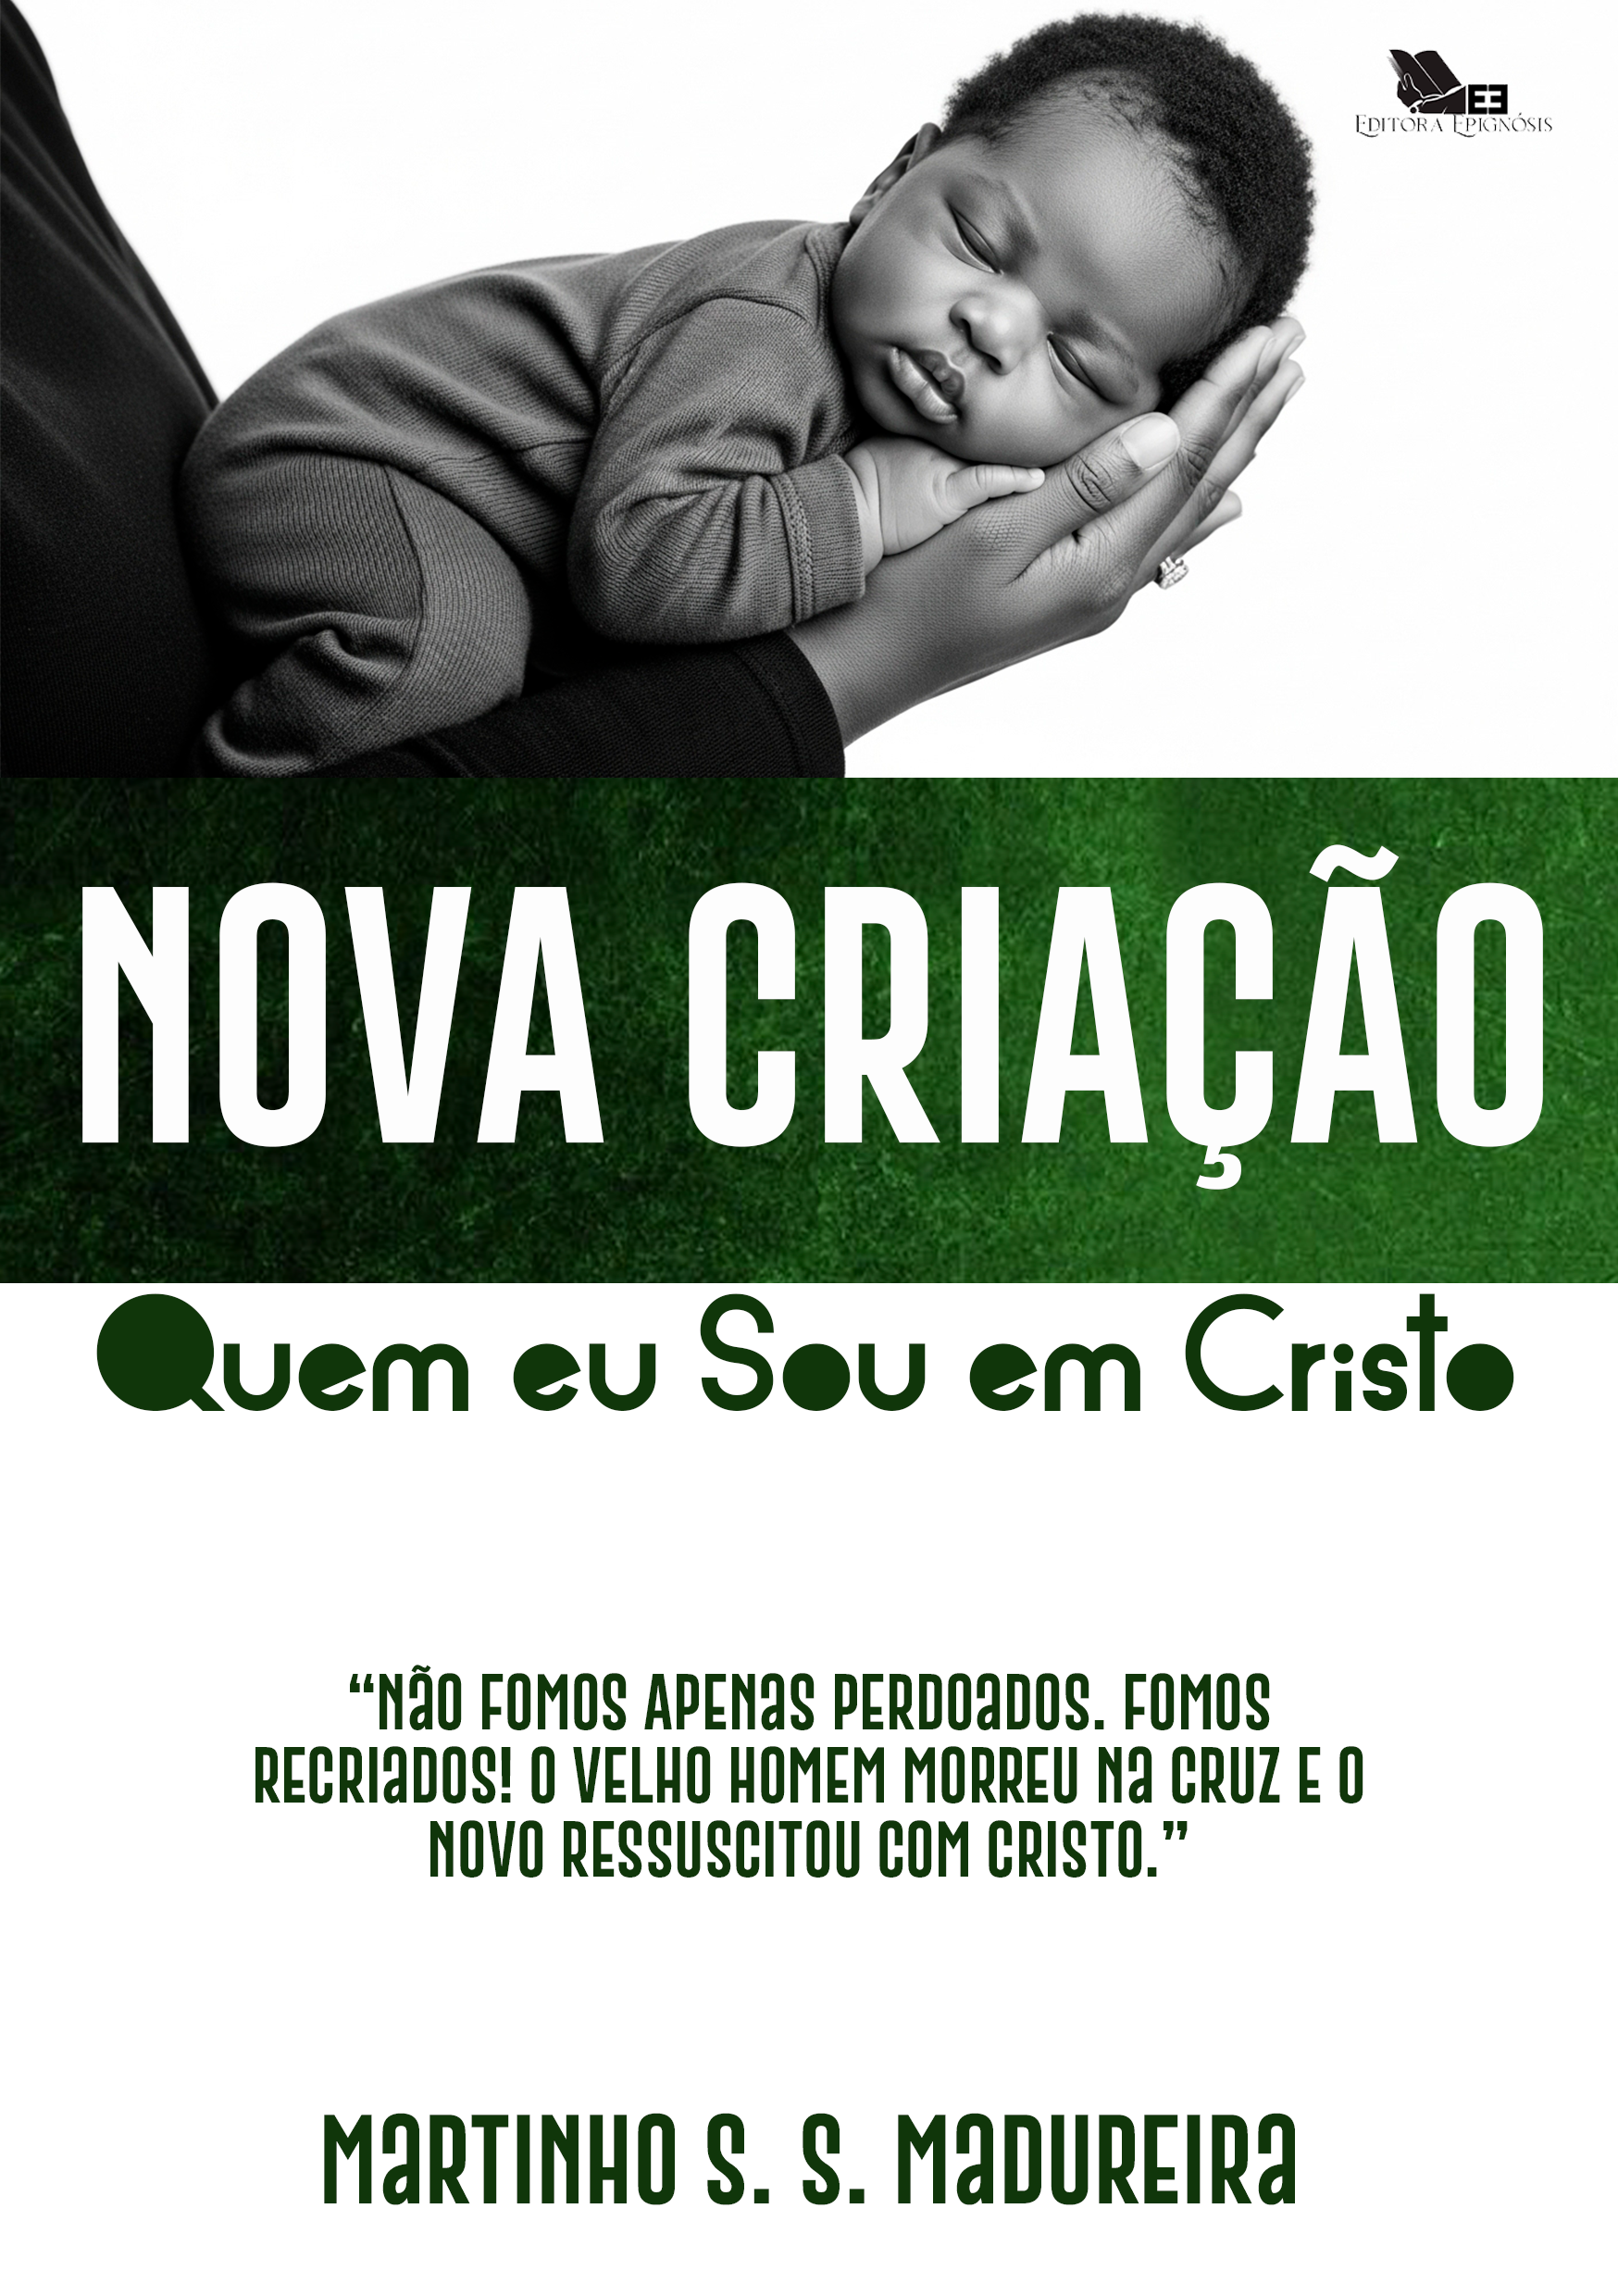 EDITORA EPIGNÓSIS
NOVA CRIAÇÃO
Quem eu Sou em Cristo
“NÃO FOMOS APENAS PERDOADOS. FOMOS
RECRIADOS! O VELHO HOMEM MORREU NA CRUZ E O
NOVO RESSUSCITOU COM CRISTO.”
MARTINHO S. S. MADUREIRA